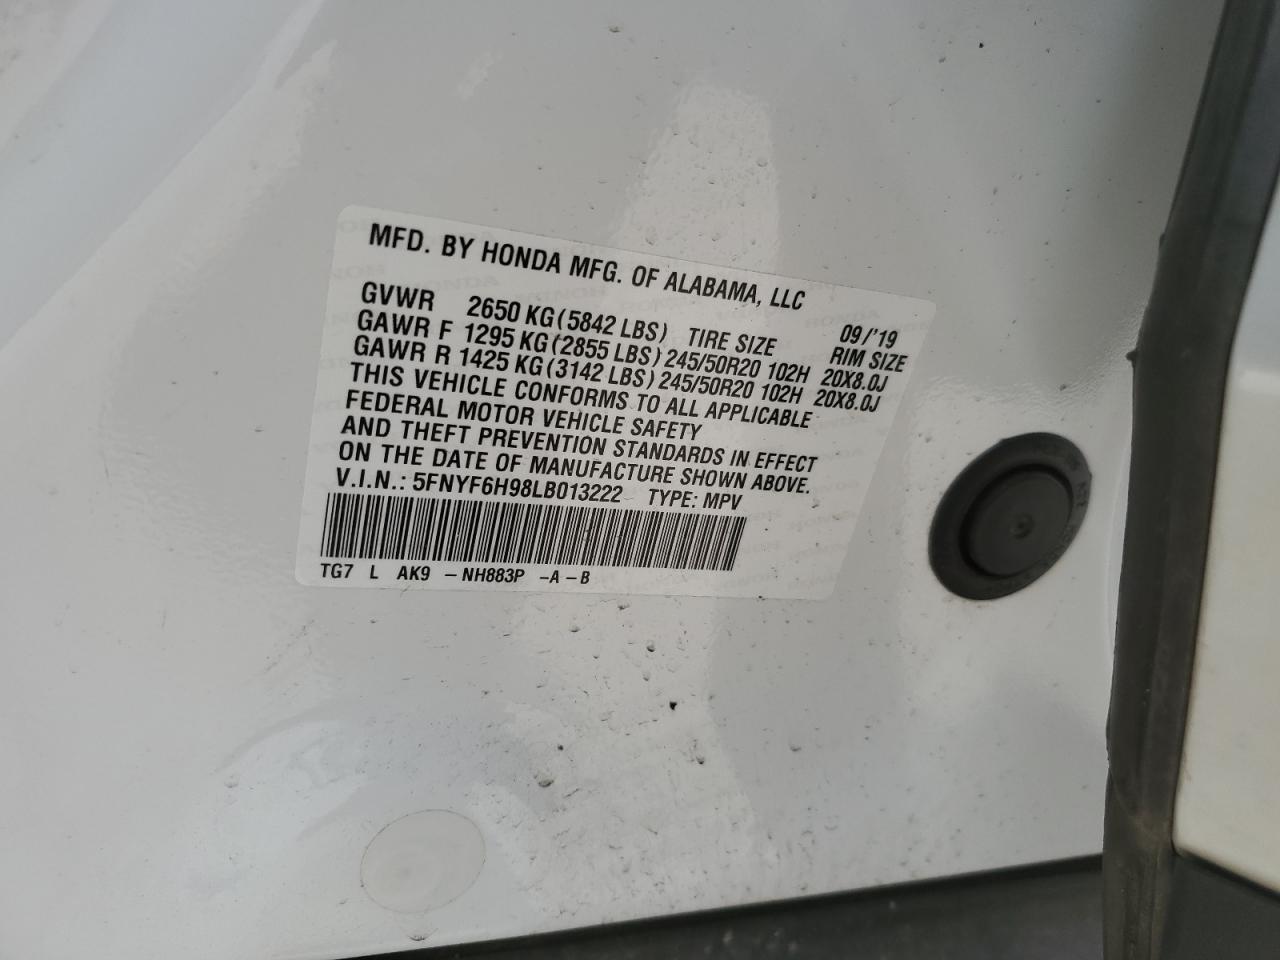 MFD. BY HONDA MFG. OF ALABAMA, LLC
09/'19
GVWR 2650 KG (5842 LBS) TIRE SIZE RIM SIZE
GAWR F 1295 KG (2855 LBS) 245/50R20 102H 20X8.0J
GAWR R 1425 KG (3142 LBS) 245/50R20 102H 20X8.0J
THIS VEHICLE CONFORMS TO ALL APPLICABLE
FEDERAL MOTOR VEHICLE SAFETY
AND THEFT PREVENTION STANDARDS IN EFFECT
ON THE DATE OF MANUFACTURE SHOWN ABOVE.
V.I.N.: 5FNYF6H98LB013222 TYPE: MPV
TG7 L AK9 -NH883P -A-B